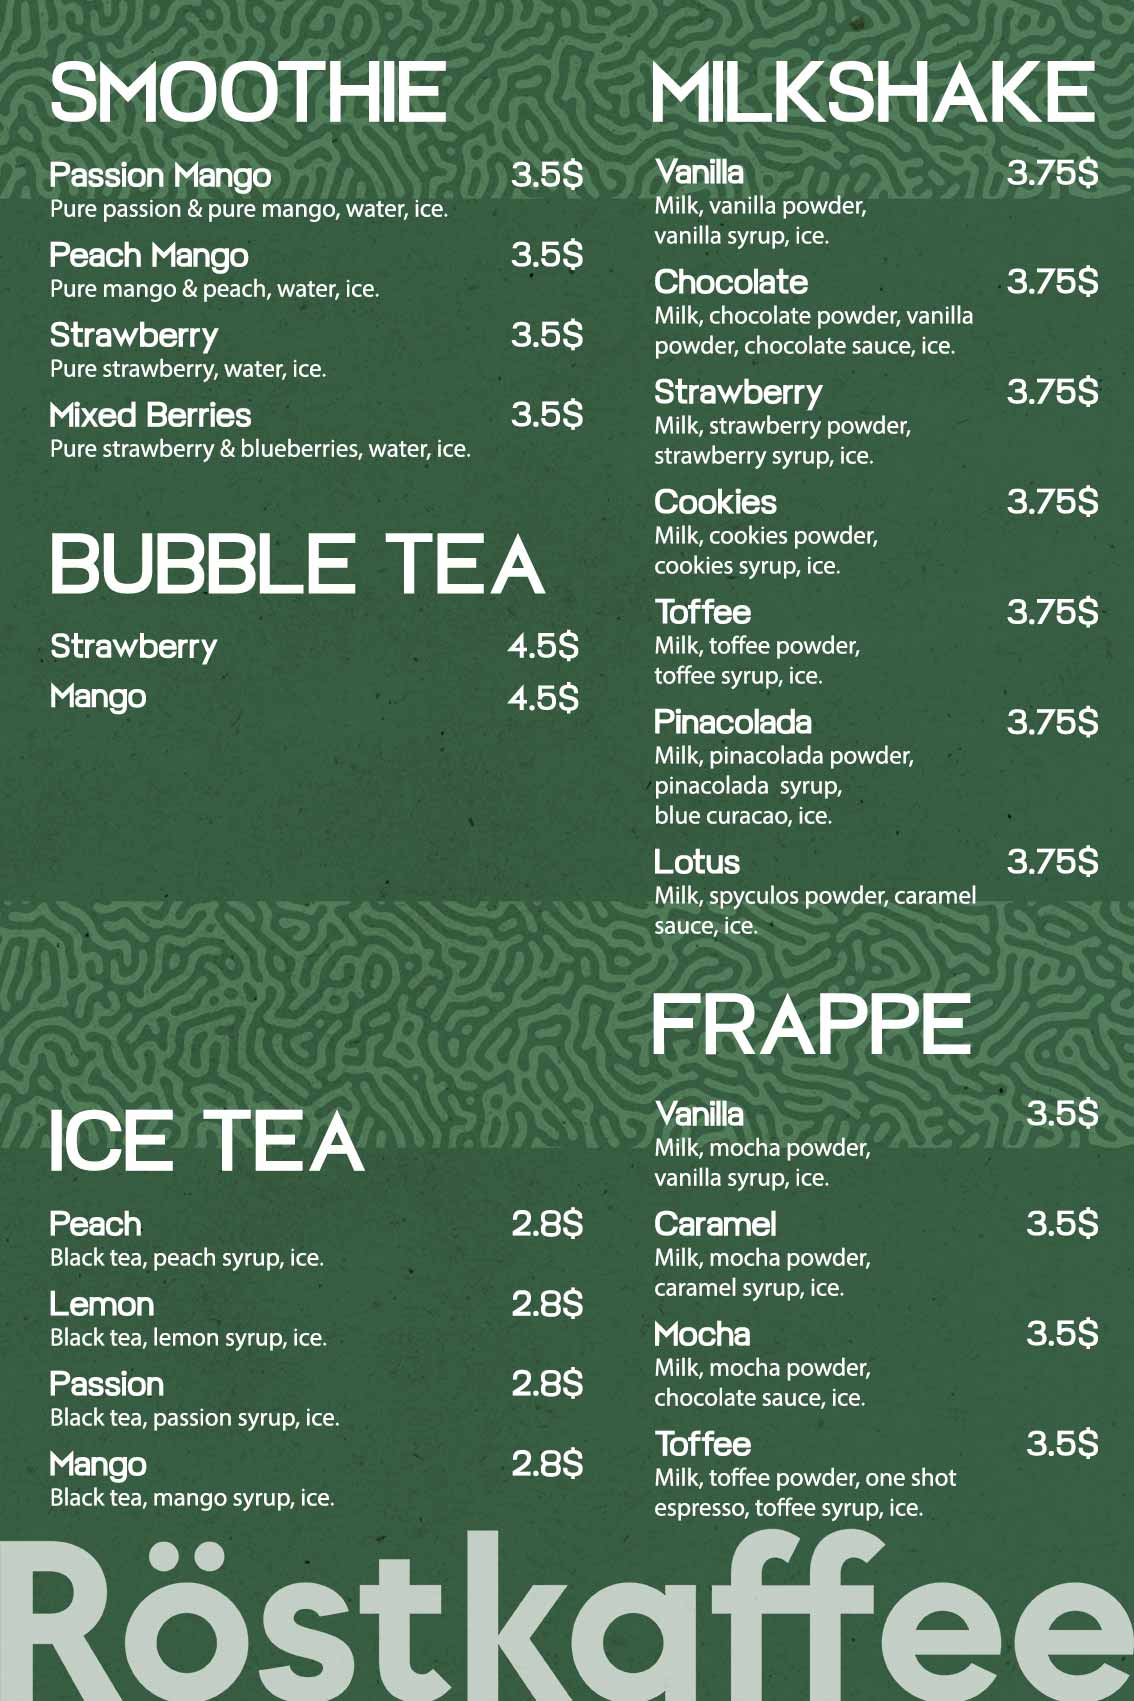 SMOOTHIE
Passion Mango 3.5$
Pure passion & pure mango, water, ice.
Peach Mango 3.5$
Pure mango & peach, water, ice.
Strawberry 3.5$
Pure strawberry, water, ice.
Mixed Berries 3.5$
Pure strawberry & blueberries, water, ice.
BUBBLE TEA
Strawberry 4.5$
Mango 4.5$
ICE TEA
Peach 2.8$
Black tea, peach syrup, ice.
Lemon 2.8$
Black tea, lemon syrup, ice.
Passion 2.8$
Black tea, passion syrup, ice.
Mango 2.8$
Black tea, mango syrup, ice.
MILKSHAKE
Vanilla 3.75$
Milk, vanilla powder,
vanilla syrup, ice.
Chocolate 3.75$
Milk, chocolate powder, vanilla
powder, chocolate sauce, ice.
Strawberry 3.75$
Milk, strawberry powder,
strawberry syrup, ice.
Cookies 3.75$
Milk, cookies powder,
cookies syrup, ice.
Toffee 3.75$
Milk, toffee powder,
toffee syrup, ice.
Pinacolada 3.75$
Milk, pinacolada powder,
pinacolada syrup,
blue curacao, ice.
Lotus 3.75$
Milk, spyculos powder, caramel
sauce, ice.
FRAPPE
Vanilla 3.5$
Milk, mocha powder,
vanilla syrup, ice.
Caramel 3.5$
Milk, mocha powder,
caramel syrup, ice.
Mocha 3.5$
Milk, mocha powder,
chocolate sauce, ice.
Toffee 3.5$
Milk, toffee powder, one shot
espresso, toffee syrup, ice.
Röstkaffee